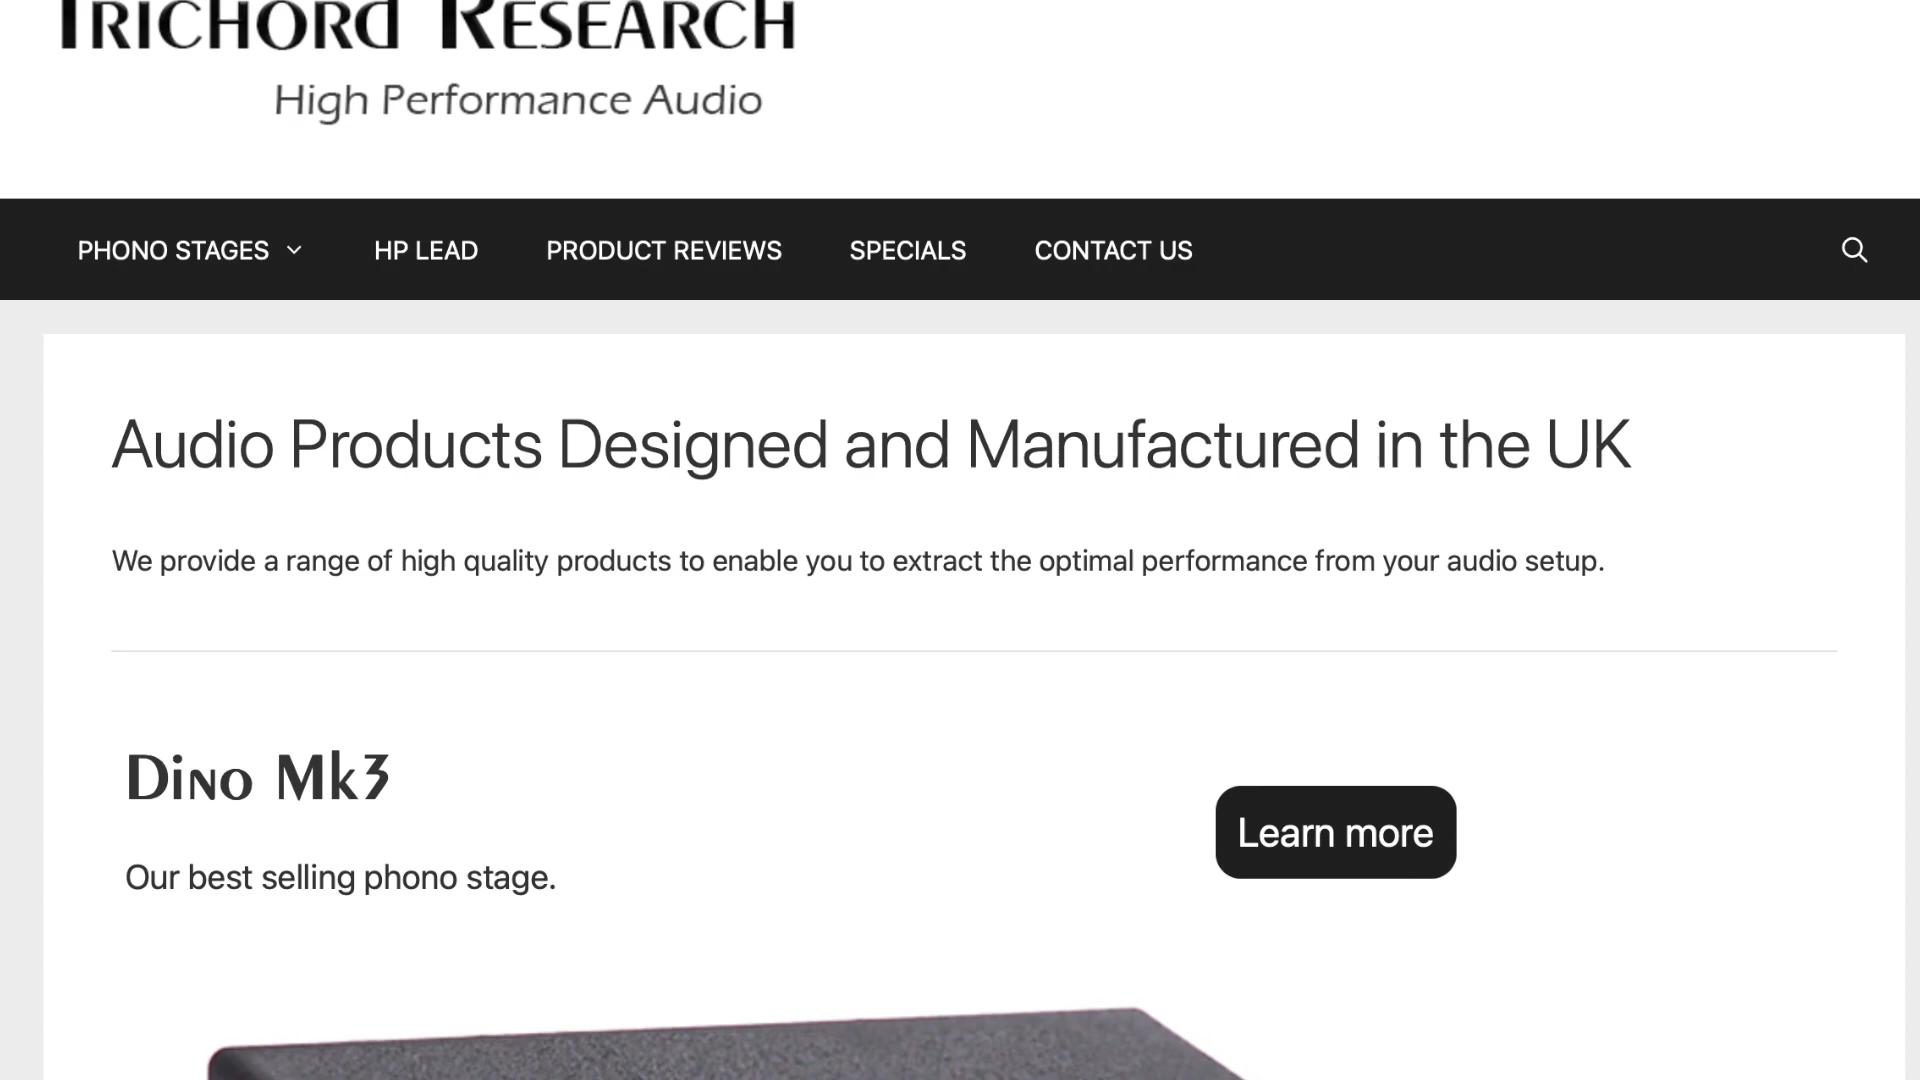 Trichord Research
High Performance Audio
PHONO STAGES HP LEAD PRODUCT REVIEWS SPECIALS CONTACT US
Audio Products Designed and Manufactured in the UK
We provide a range of high quality products to enable you to extract the optimal performance from your audio setup.
Dino Mk3
Learn more
Our best selling phono stage.